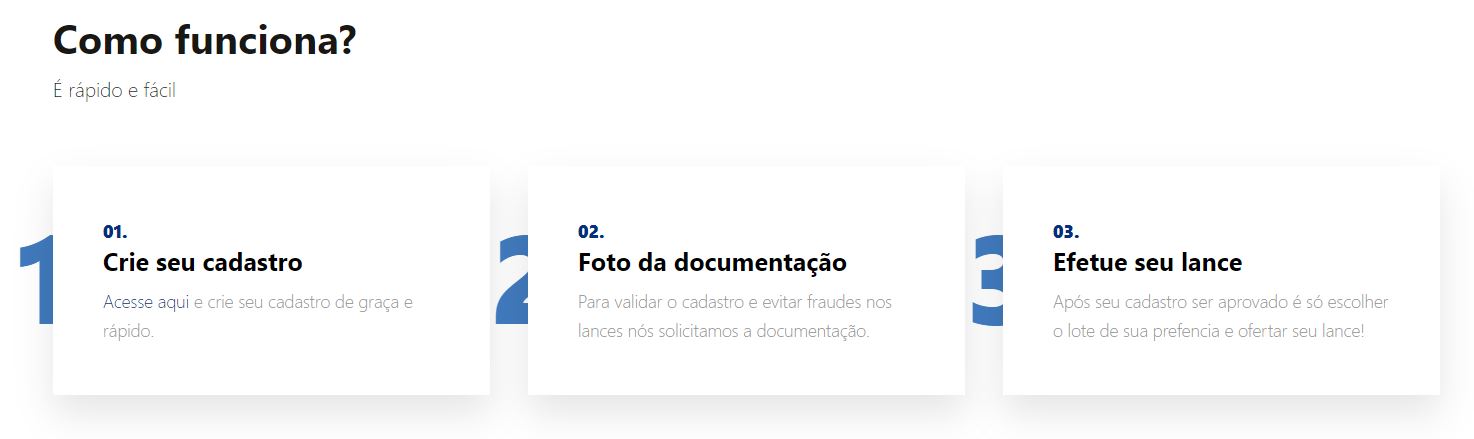 Como funciona?
É rápido e fácil
1
01.
Crie seu cadastro
Acesse aqui e crie seu cadastro de graça e
rápido.
2
02.
Foto da documentação
Para validar o cadastro e evitar fraudes nos
lances nós solicitamos a documentação.
3
03.
Efetue seu lance
Após seu cadastro ser aprovado é só escolher
o lote de sua prefencia e ofertar seu lance!